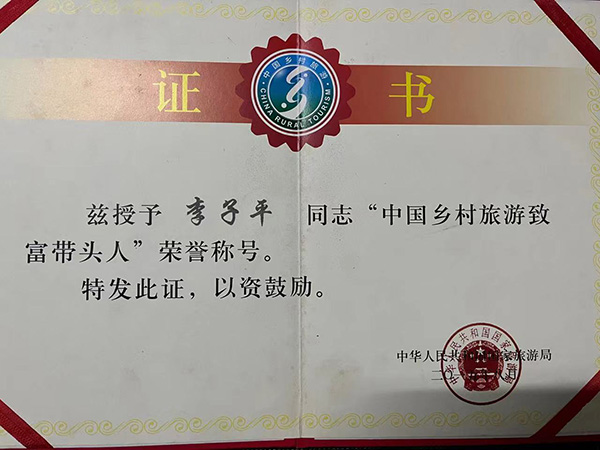 中国乡村旅游
CHINA RURAL TOURISM
证 书
兹授予 李子平 同志“中国乡村旅游致
富带头人”荣誉称号。
特发此证，以资鼓励。
中华人民共和国国家旅游局